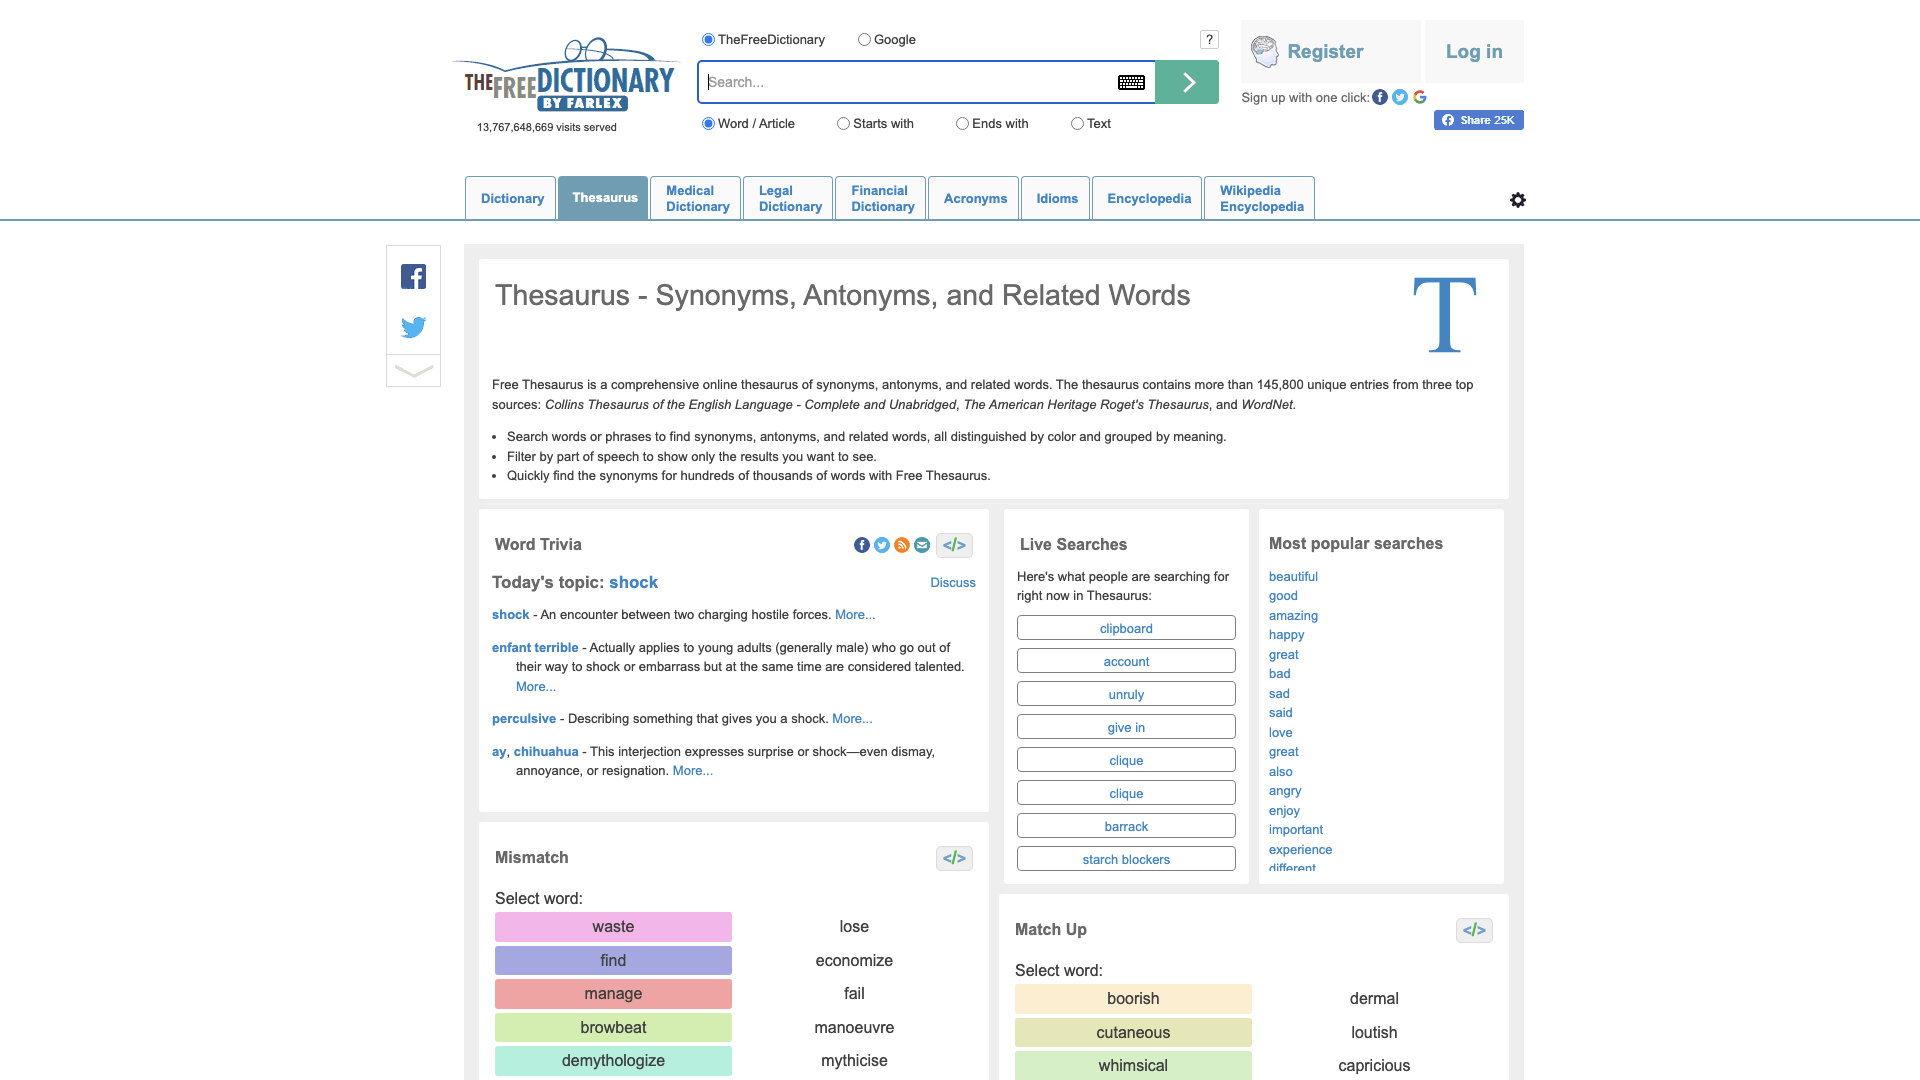 TheFreeDictionary
Google
?
THE FREE DICTIONARY
BY FARLEX
13,767,648,669 visits served
Search...
Word / Article
Starts with
Ends with
Text
Register
Log in
Sign up with one click:
Share 25K
Dictionary
Thesaurus
Medical
Dictionary
Legal
Dictionary
Financial
Dictionary
Acronyms
Idioms
Encyclopedia
Wikipedia
Encyclopedia
Thesaurus - Synonyms, Antonyms, and Related Words
T
Free Thesaurus is a comprehensive online thesaurus of synonyms, antonyms, and related words. The thesaurus contains more than 145,800 unique entries from three top
sources: Collins Thesaurus of the English Language - Complete and Unabridged, The American Heritage Roget's Thesaurus, and WordNet.
• Search words or phrases to find synonyms, antonyms, and related words, all distinguished by color and grouped by meaning.
• Filter by part of speech to show only the results you want to see.
• Quickly find the synonyms for hundreds of thousands of words with Free Thesaurus.
Word Trivia
</>
Today's topic: shock
Discuss
shock - An encounter between two charging hostile forces. More...
enfant terrible - Actually applies to young adults (generally male) who go out of
their way to shock or embarrass but at the same time are considered talented.
More...
perculsive - Describing something that gives you a shock. More...
ay, chihuahua - This interjection expresses surprise or shock—even dismay,
annoyance, or resignation. More...
Live Searches
Here's what people are searching for
right now in Thesaurus:
clipboard
account
unruly
give in
clique
clique
barrack
starch blockers
Most popular searches
beautiful
good
amazing
happy
great
bad
sad
said
love
great
also
angry
enjoy
important
experience
different
Mismatch
</>
Select word:
waste lose
find economize
manage fail
browbeat manoeuvre
demythologize mythicise
Match Up
</>
Select word:
boorish dermal
cutaneous loutish
whimsical capricious